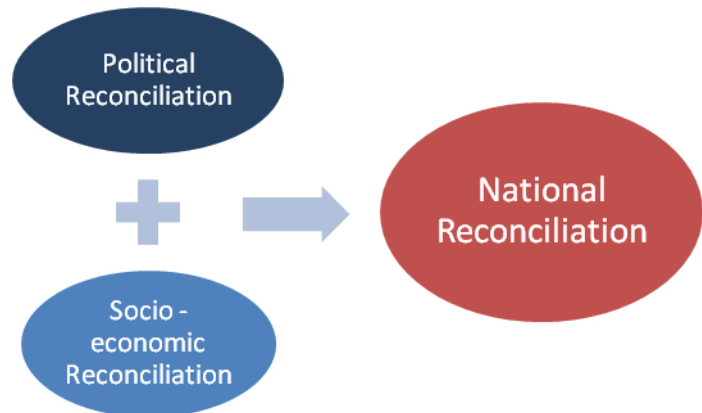 Political
Reconciliation
Socio -
economic
Reconciliation
National
Reconciliation